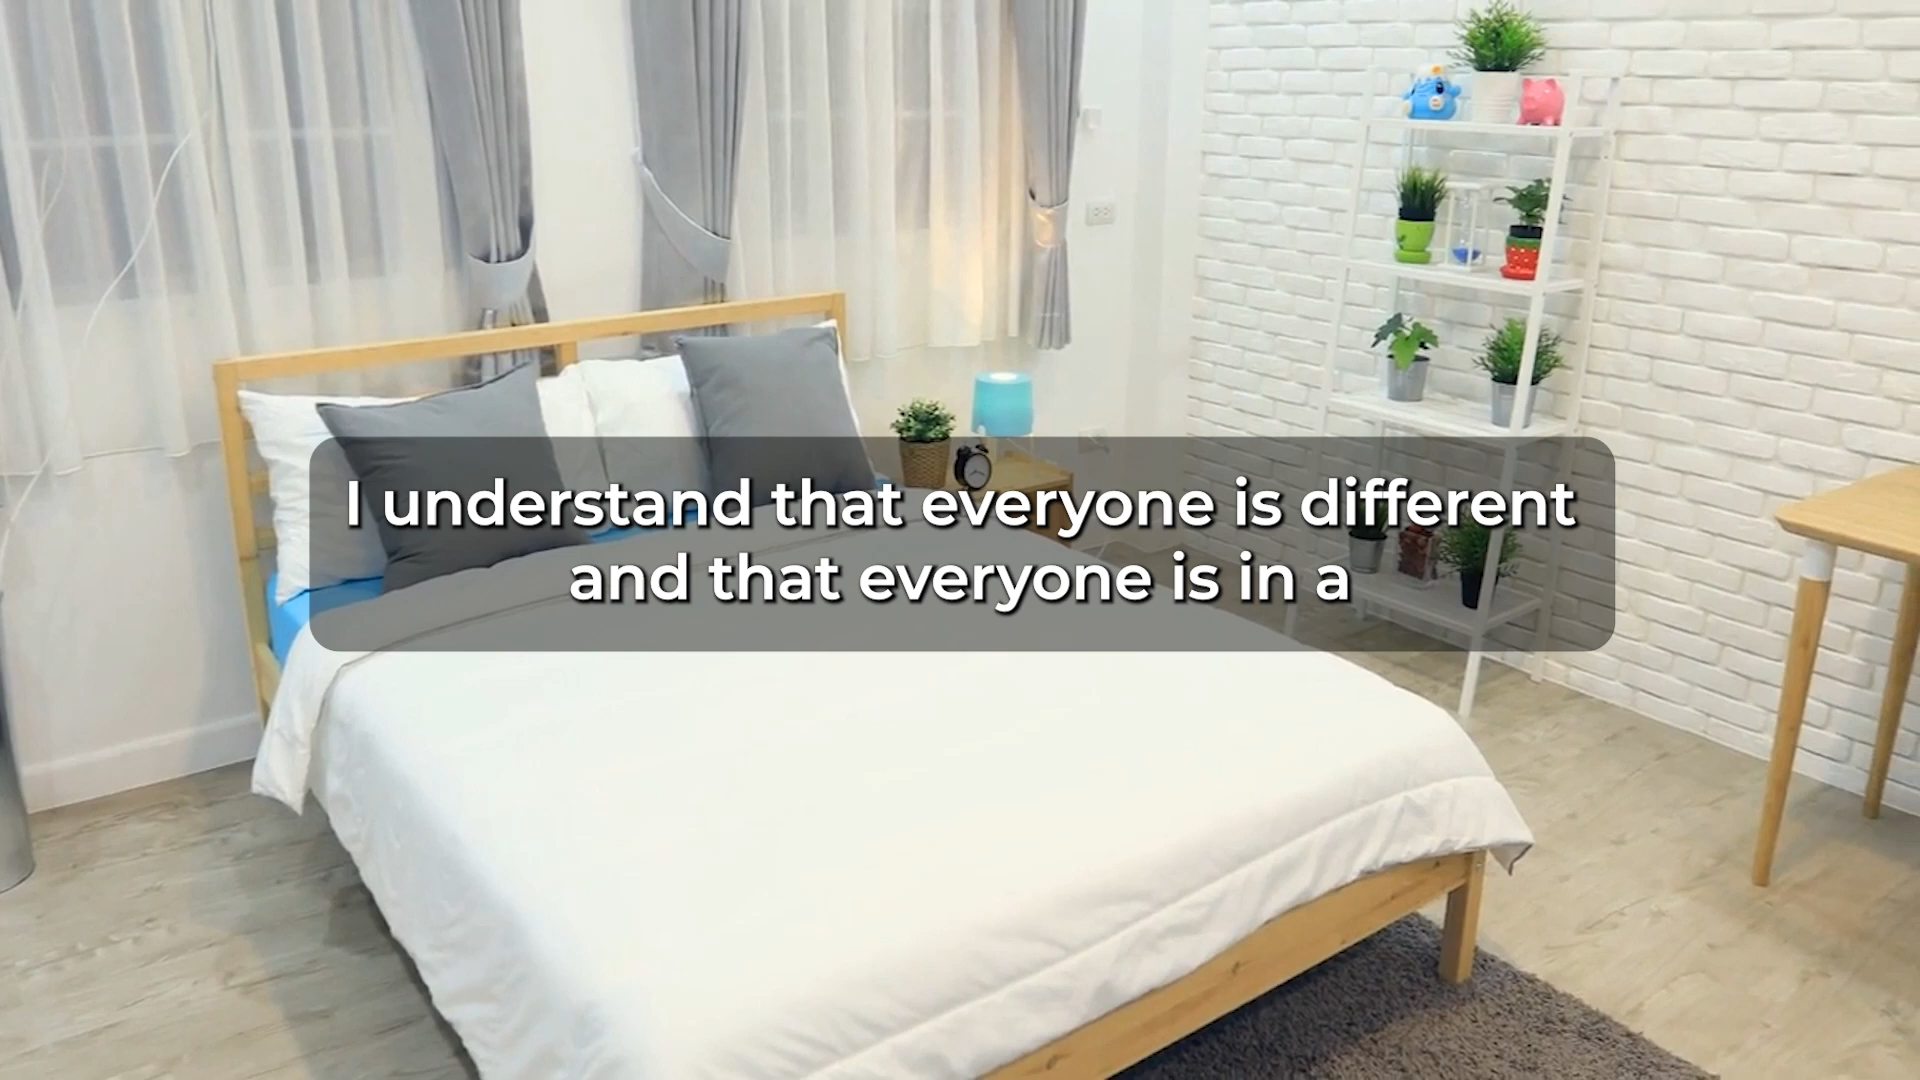 I understand that everyone is different
and that everyone is in a